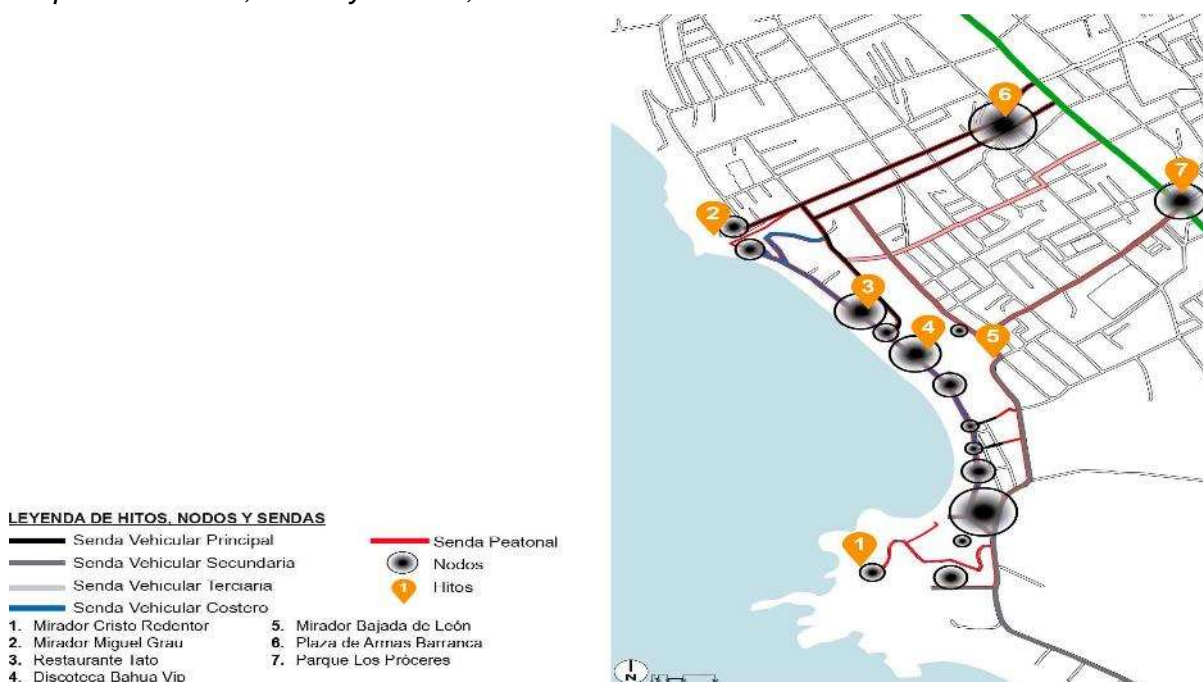 LEYENDA DE HITOS, NODOS Y SENDAS
Senda Vehicular Principal
Senda Vehicular Secundaria
Senda Vehicular Terciaria
Senda Vehicular Costero
Senda Peatonal
Nodos
1 Hitos
1. Mirador Cristo Redentor
2. Mirador Miguel Grau
3. Restaurante Tato
4. Discoteca Bahua Vip
5. Mirador Bajada de León
6. Plaza de Armas Barranca
7. Parque Los Próceres
6
7
2
3
4
5
1
N